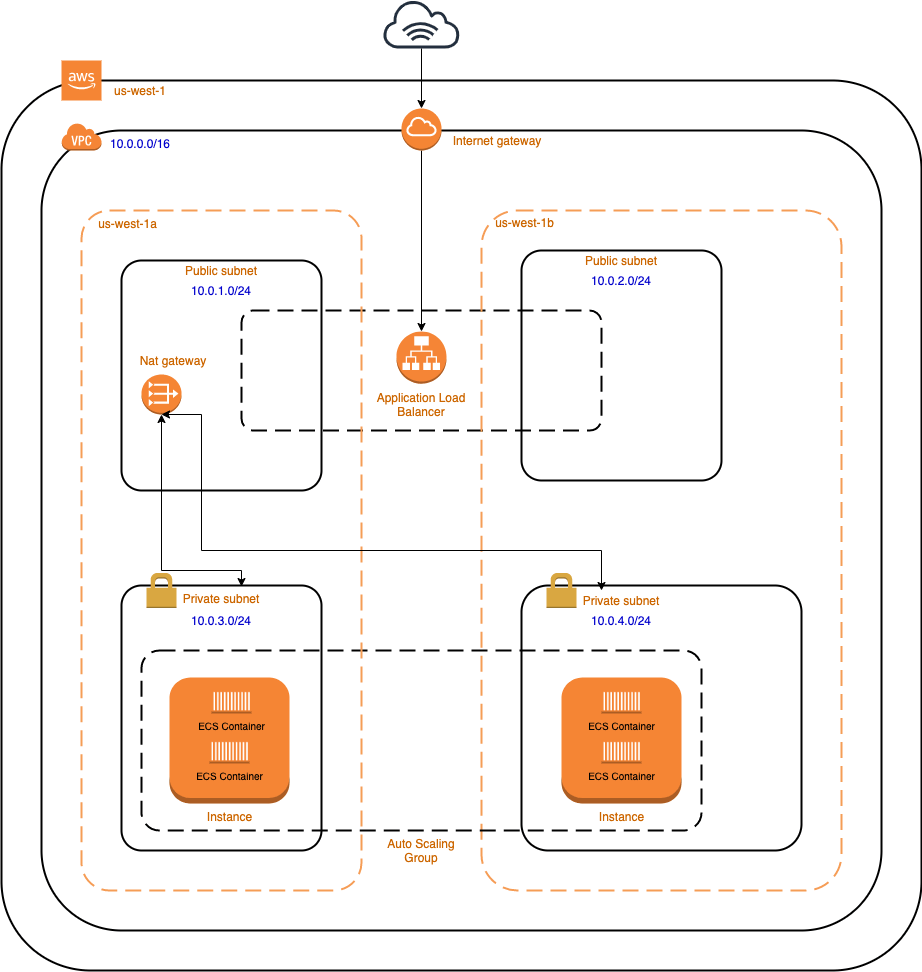 aws
us-west-1
VPC
10.0.0.0/16
Internet gateway
us-west-1a
us-west-1b
Public subnet
10.0.1.0/24
Public subnet
10.0.2.0/24
Nat gateway
Application Load
Balancer
Private subnet
10.0.3.0/24
Private subnet
10.0.4.0/24
ECS Container
ECS Container
Instance
ECS Container
ECS Container
Instance
Auto Scaling
Group